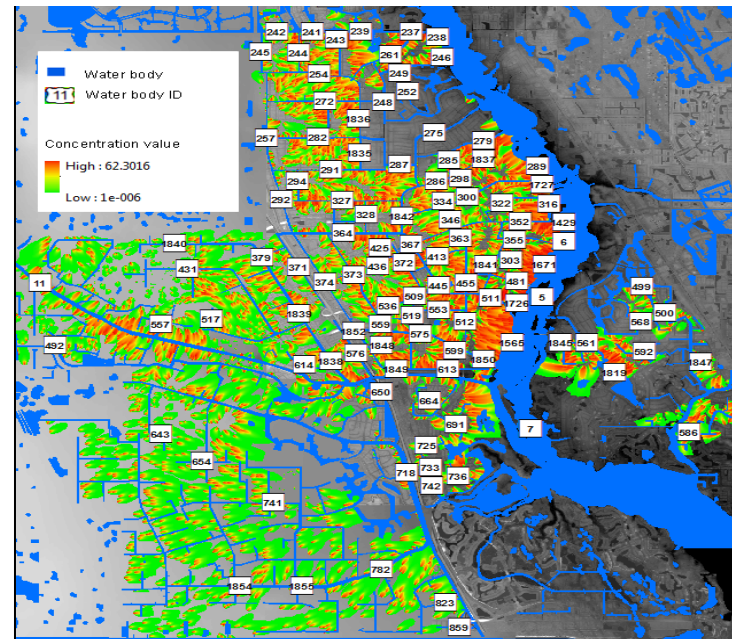 242 241 239 237
243 238
245 244 261 246
254 249
272 252
248
1836
257 282 275 279
1835
285 1837
291 287 289
294 286 298 1727
292 327 334 300 322 316
328 1842 346 352 1429
364 363 355 6
1840 425 367
379 413 303
431 371 436 372 1841 1671
11 374 373 445 455 481 499
509 511 5
1839 536 553 1726 500
557 517 519 512 568
1852 559 575
492 576 1848 599 1565 1845 561 592
614 1838 1850 1847
1849 613 1819
650 664
691 7 586
643 725
654 718 733 736
742
741
782
1854 1855
823
859
Water body
11 Water body ID
Concentration value
High : 62.3016
Low : 1e-006